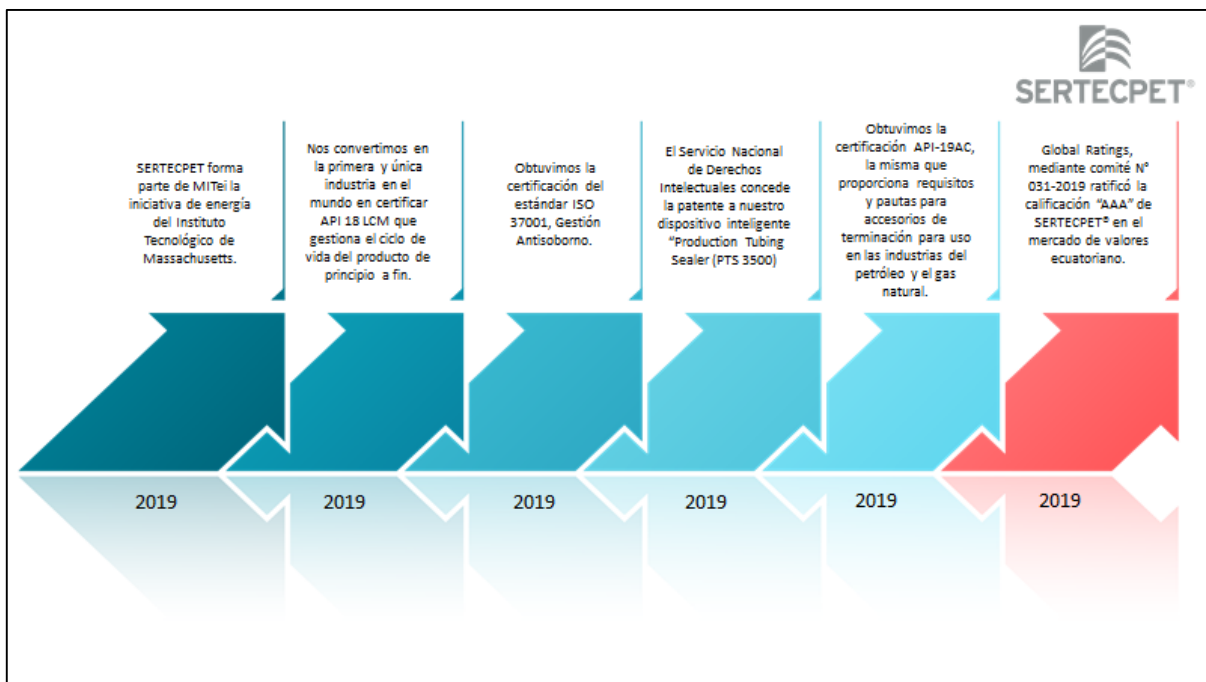 SERTECPET®
SERTECPET forma
parte de MITei la
iniciativa de energía
del Instituto
Tecnológico de
Massachusetts.
Nos convertimos en
la primera y única
industria en el
mundo en certificar
API 18 LCM que
gestiona el ciclo de
vida del producto de
principio a fin.
Obtuvimos la
certificación del
estándar ISO
37001, Gestión
Antisoborno.
El Servicio Nacional
de Derechos
Intelectuales concede
la patente a nuestro
dispositivo inteligente
“Production Tubing
Sealer (PTS 3500)
Obtuvimos la
certificación API-19AC,
la misma que
proporciona requisitos
y pautas para
accesorios de
terminación para uso
en las industrias del
petróleo y el gas
natural.
Global Ratings,
mediante comité N°
031-2019 ratificó la
calificación “AAA” de
SERTECPET® en el
mercado de valores
ecuatoriano.
2019
2019
2019
2019
2019
2019